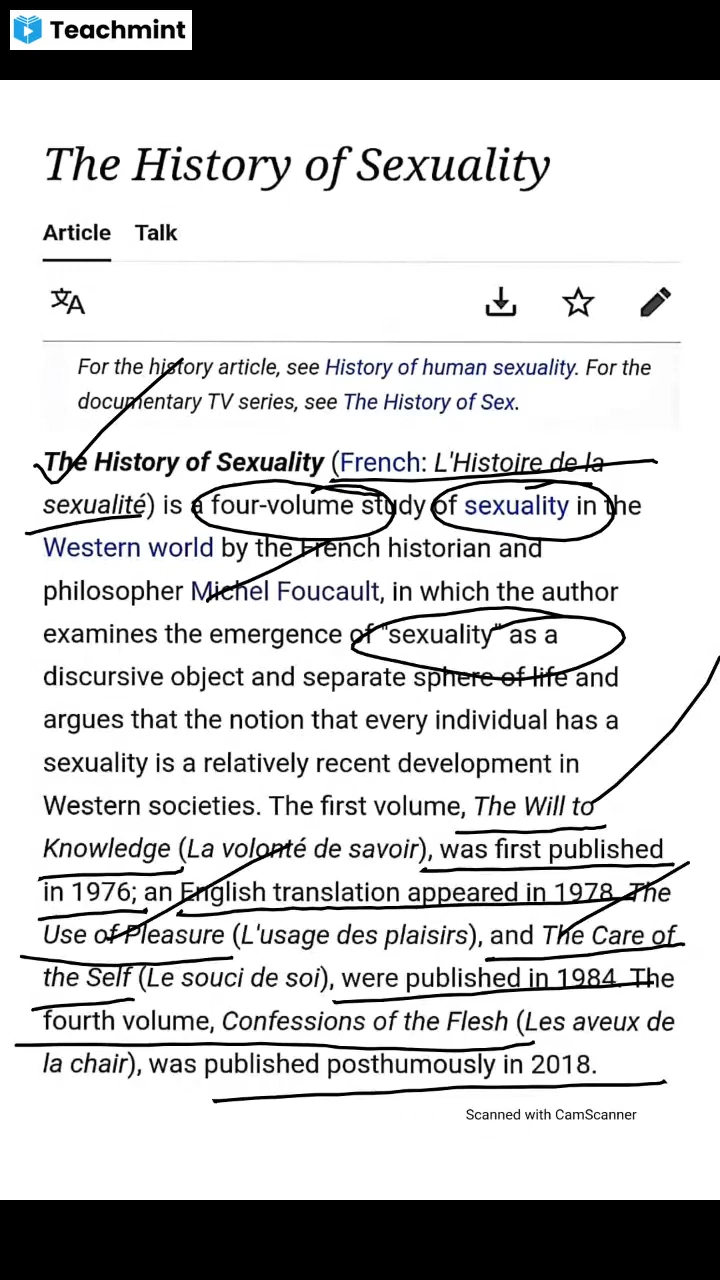 Teachmint
The History of Sexuality
Article Talk
文A
For the history article, see History of human sexuality. For the
documentary TV series, see The History of Sex.
The History of Sexuality (French: L'Histoire de la
sexualité) is a four-volume study of sexuality in the
Western world by the French historian and
philosopher Michel Foucault, in which the author
examines the emergence of "sexuality" as a
discursive object and separate sphere of life and
argues that the notion that every individual has a
sexuality is a relatively recent development in
Western societies. The first volume, The Will to
Knowledge (La volonté de savoir), was first published
in 1976; an English translation appeared in 1978. The
Use of Pleasure (L'usage des plaisirs), and The Care of
the Self (Le souci de soi), were published in 1984. The
fourth volume, Confessions of the Flesh (Les aveux de
la chair), was published posthumously in 2018.
Scanned with CamScanner